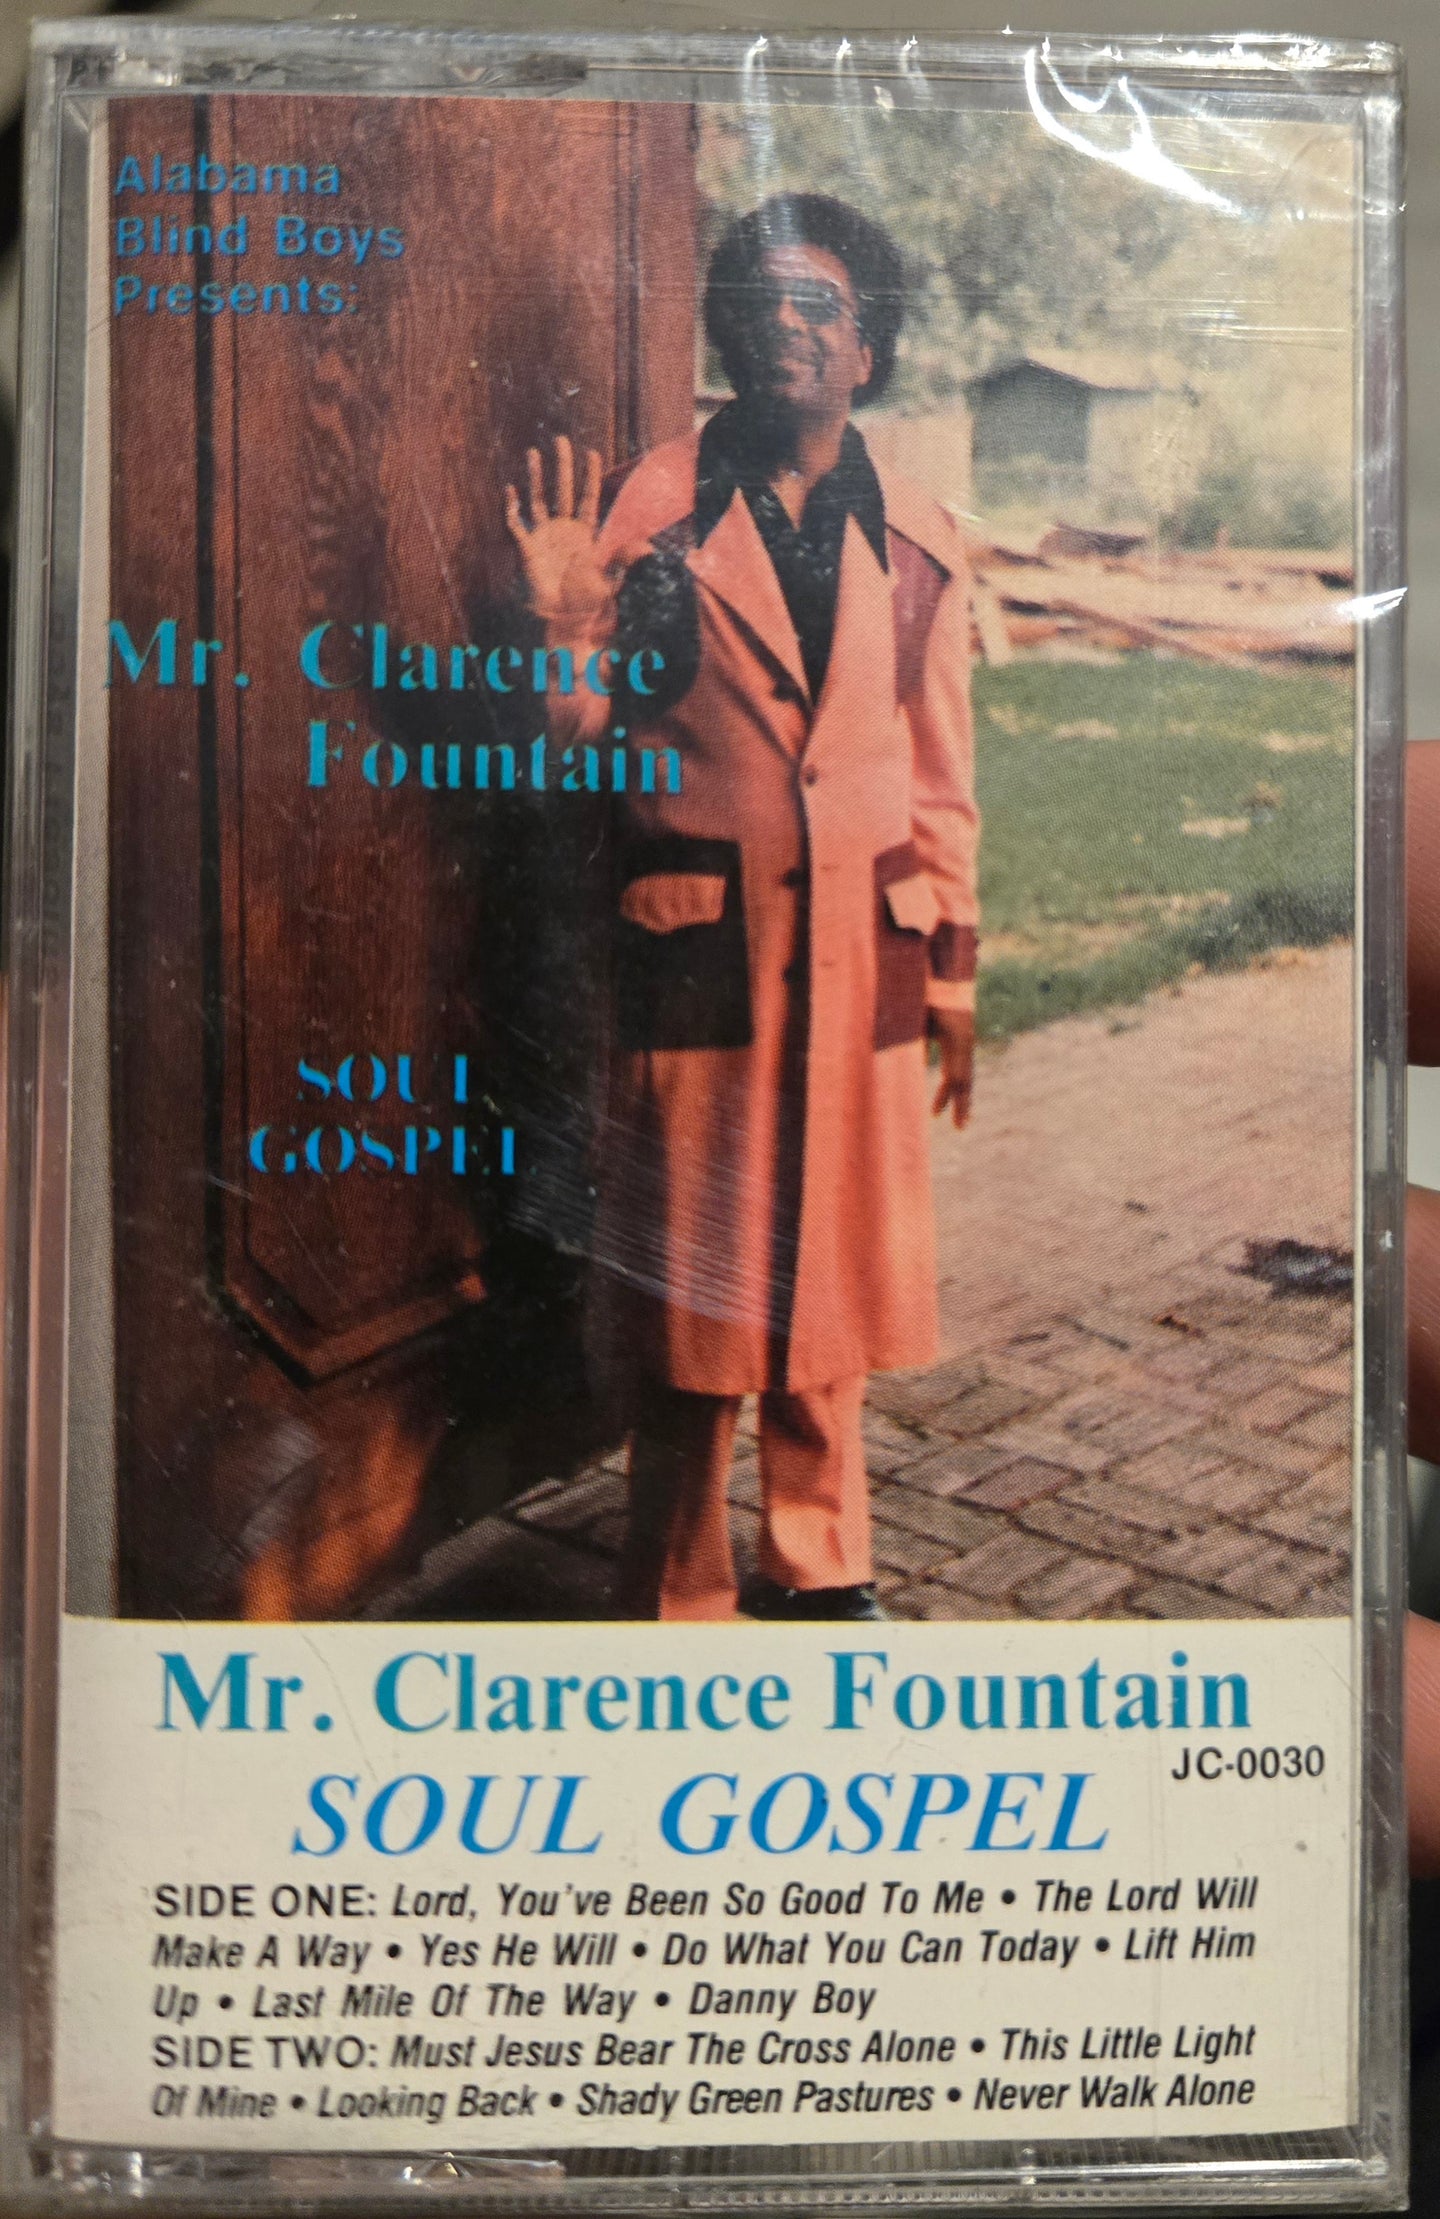 Alabama
Blind Boys
Presents:
Mr. Clarence
Fountain
SOUL
GOSPEL
Mr. Clarence Fountain
JC-0030
SOUL GOSPEL
SIDE ONE: Lord, You've Been So Good To Me • The Lord Will
Make A Way • Yes He Will • Do What You Can Today • Lift Him
Up • Last Mile Of The Way • Danny Boy
SIDE TWO: Must Jesus Bear The Cross Alone • This Little Light
Of Mine • Looking Back • Shady Green Pastures • Never Walk Alone